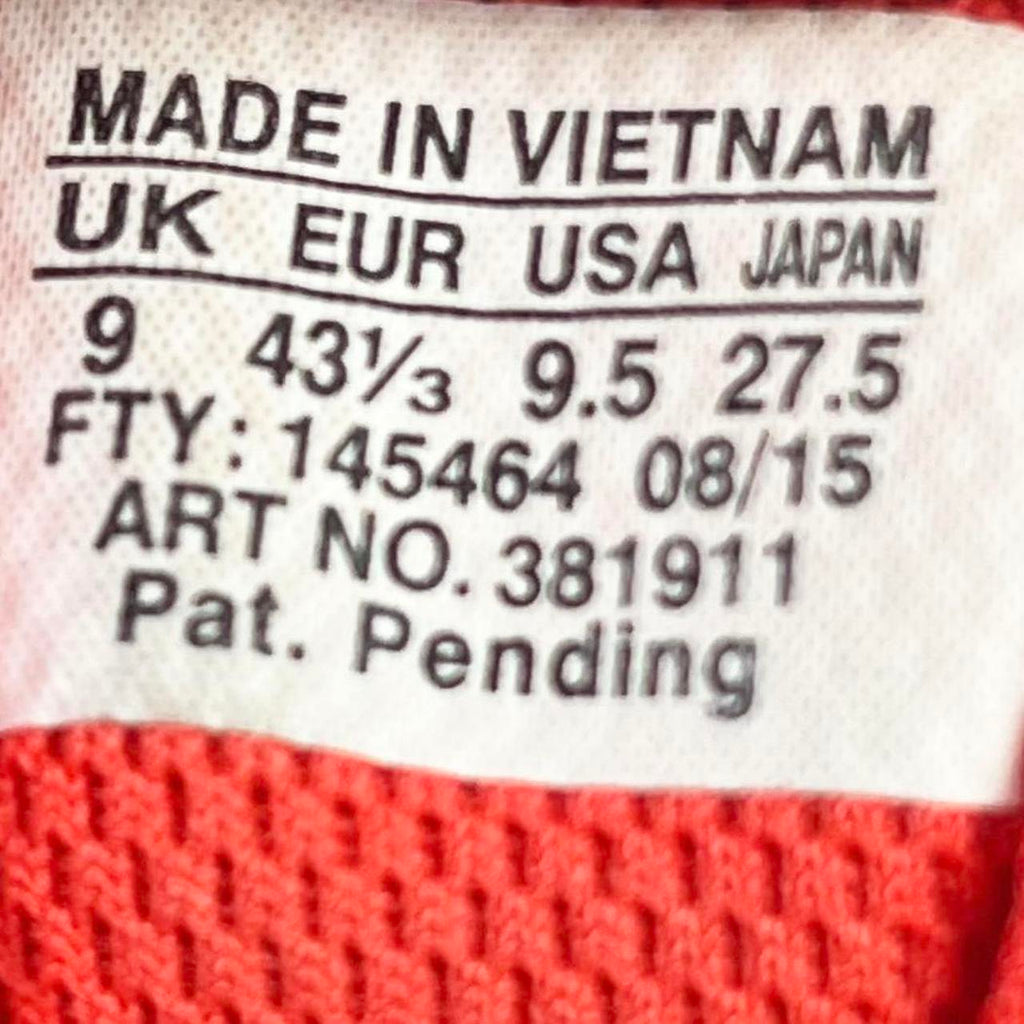 MADE IN VIETNAM
UK EUR USA JAPAN
9 43⅓ 9.5 27.5
FTY: 145464 08/15
ART NO. 381911
Pat. Pending